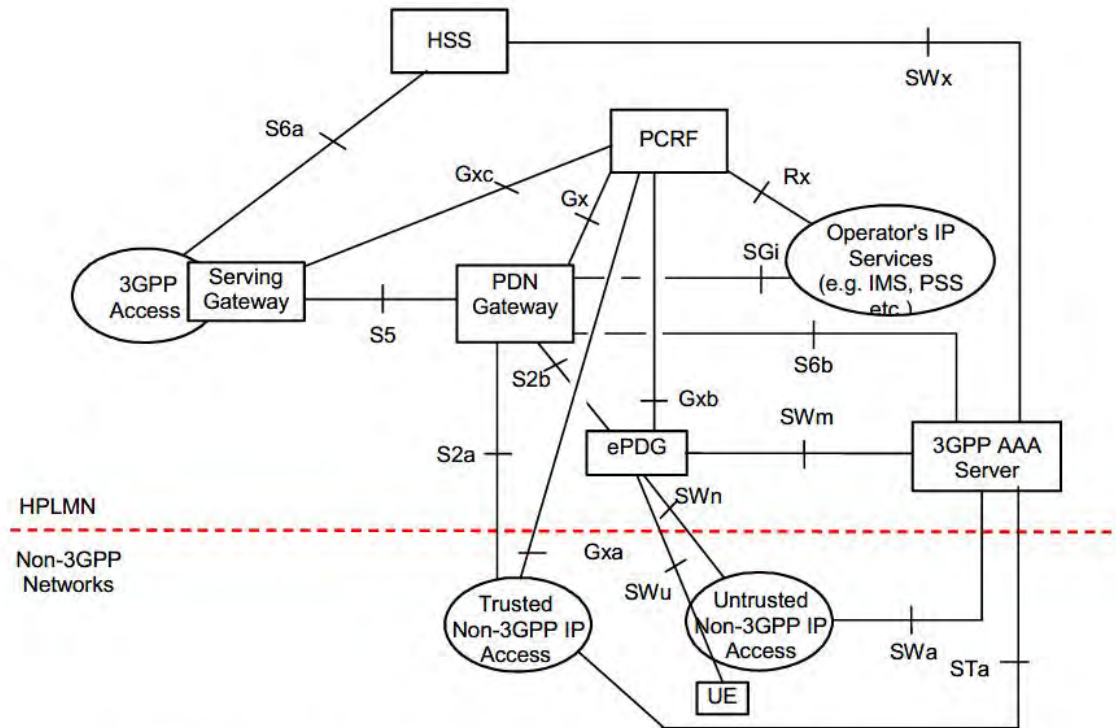 HSS
SWx
S6a
PCRF
Gxc
Gx
Rx
Operator's IP
Services
(e.g. IMS, PSS
etc.)
SGi
3GPP
Access
Serving
Gateway
PDN
Gateway
S5
S2b
S6b
Gxb
SWm
ePDG
3GPP AAA
Server
S2a
SWn
HPLMN
Non-3GPP
Networks
Gxa
SWu
Trusted
Non-3GPP IP
Access
Untrusted
Non-3GPP IP
Access
SWa
STa
UE